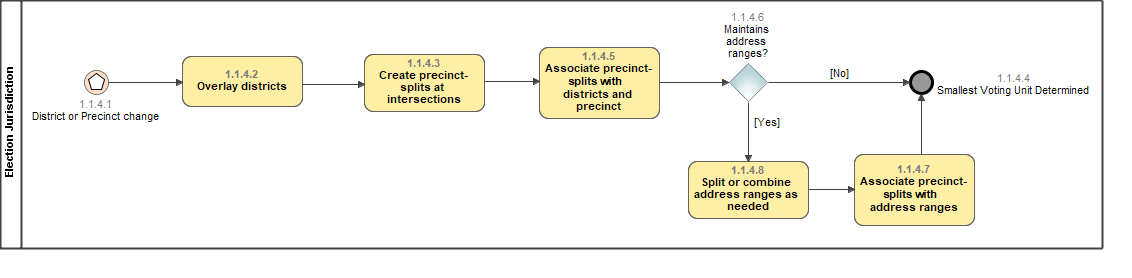 Election Jurisdiction
1.1.4.1
District or Precinct change
1.1.4.2
Overlay districts
1.1.4.3
Create precinct-
splits at
intersections
1.1.4.5
Associate precinct-
splits with
districts and
precinct
1.1.4.6
Maintains
address
ranges?
[No]
[Yes]
1.1.4.4
Smallest Voting Unit Determined
1.1.4.8
Split or combine
address ranges as
needed
1.1.4.7
Associate precinct-
splits with
address ranges